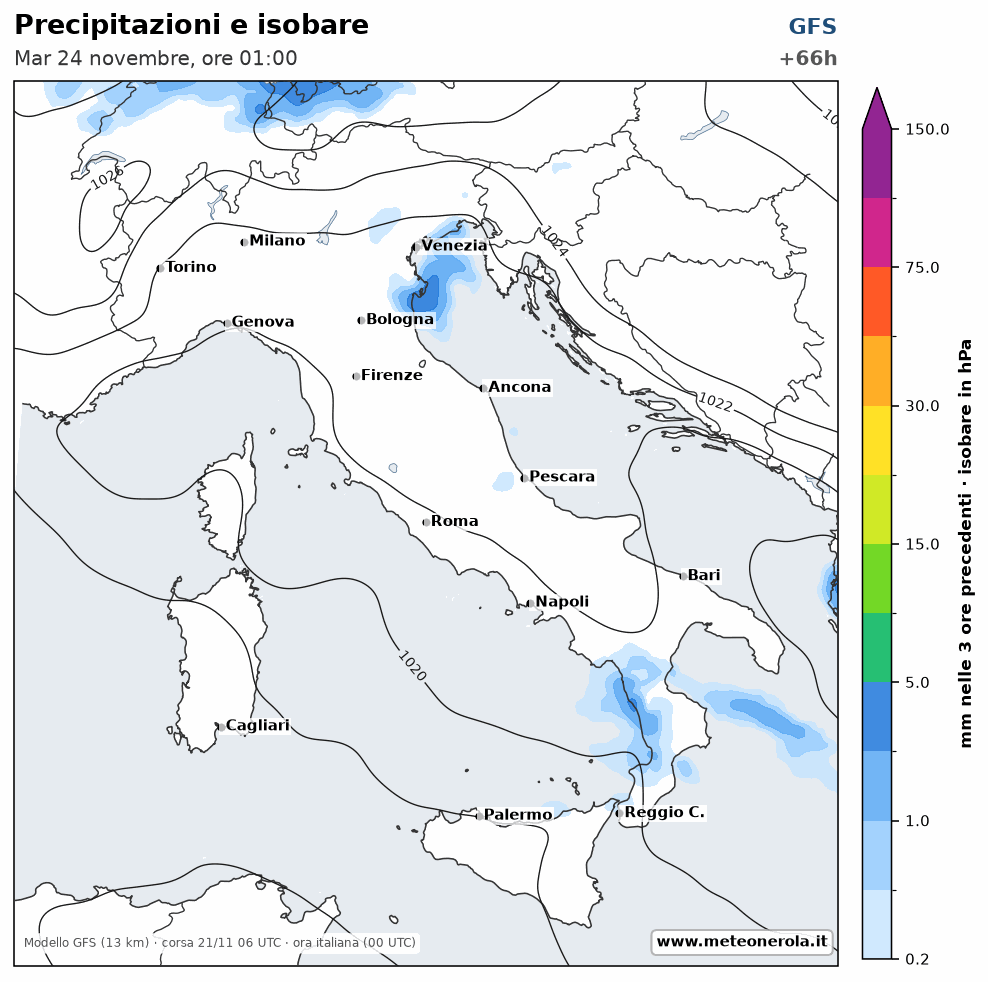 Precipitazioni e isobare
GFS
Mar 24 novembre, ore 01:00
+66h
10
150.0
1026
Milano
Venezia
1024
Torino
75.0
Genova
Bologna
Firenze
Ancona
1022
30.0
Pescara
Roma
15.0
Bari
Napoli
1020
5.0
Cagliari
Palermo
Reggio C.
1.0
mm nelle 3 ore precedenti · isobare in hPa
Modello GFS (13 km) · corsa 21/11 06 UTC · ora italiana (00 UTC)
www.meteonerola.it
0.2